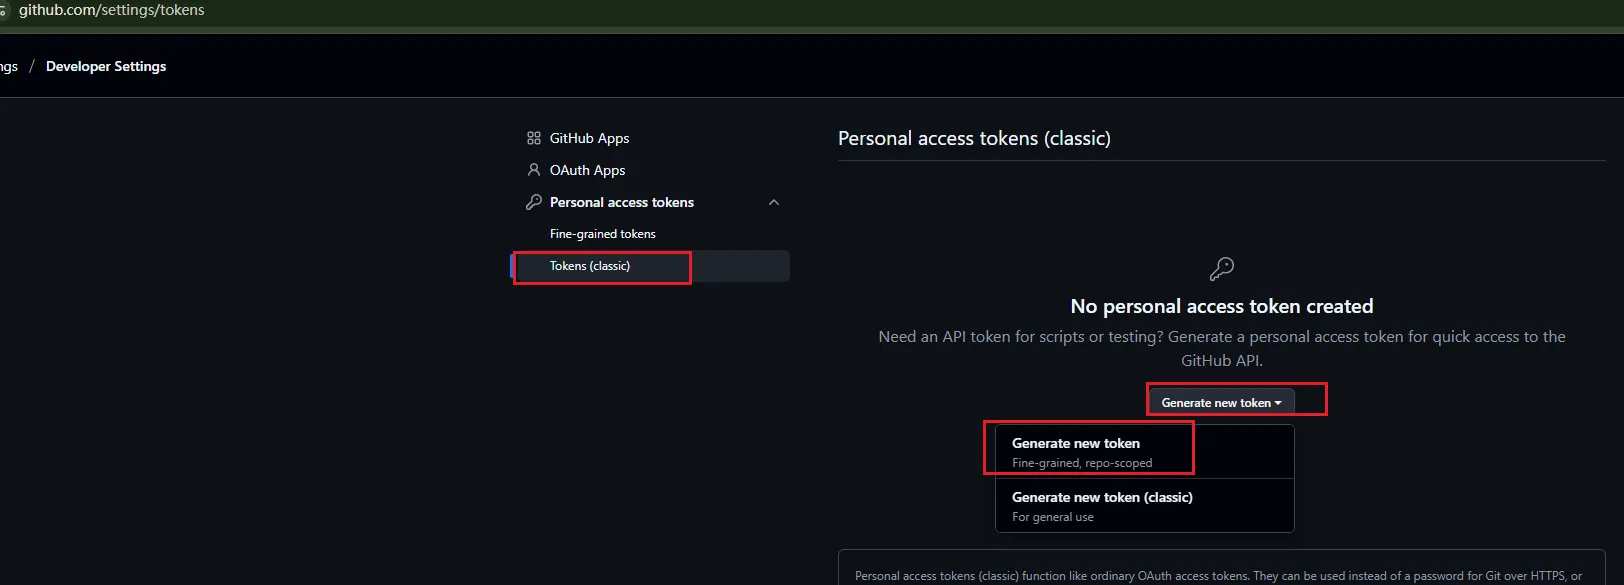 github.com/settings/tokens
ngs / Developer Settings
GitHub Apps
OAuth Apps
Personal access tokens
Fine-grained tokens
Tokens (classic)
Personal access tokens (classic)
No personal access token created
Need an API token for scripts or testing? Generate a personal access token for quick access to the
GitHub API.
Generate new token
Generate new token
Fine-grained, repo-scoped
Generate new token (classic)
For general use
Personal access tokens (classic) function like ordinary OAuth access tokens. They can be used instead of a password for Git over HTTPS, or